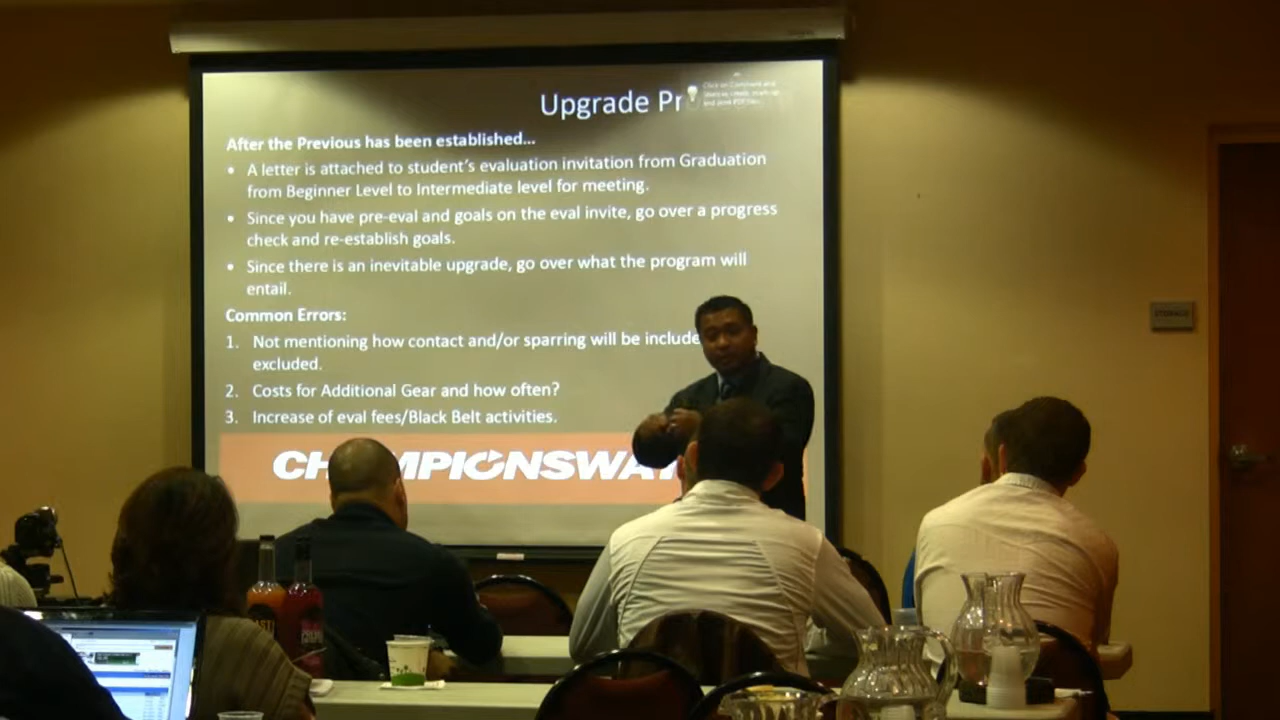 Upgrade Pr
After the Previous has been established...
• A letter is attached to student's evaluation invitation from Graduation
from Beginner Level to Intermediate level for meeting.
• Since you have pre-eval and goals on the eval invite, go over a progress
check and re-establish goals.
• Since there is an inevitable upgrade, go over what the program will
entail.
Common Errors:
1. Not mentioning how contact and/or sparring will be include
excluded.
2. Costs for Additional Gear and how often?
3. Increase of eval fees/Black Belt activities.
CHAMPIONSWA
STORAGE